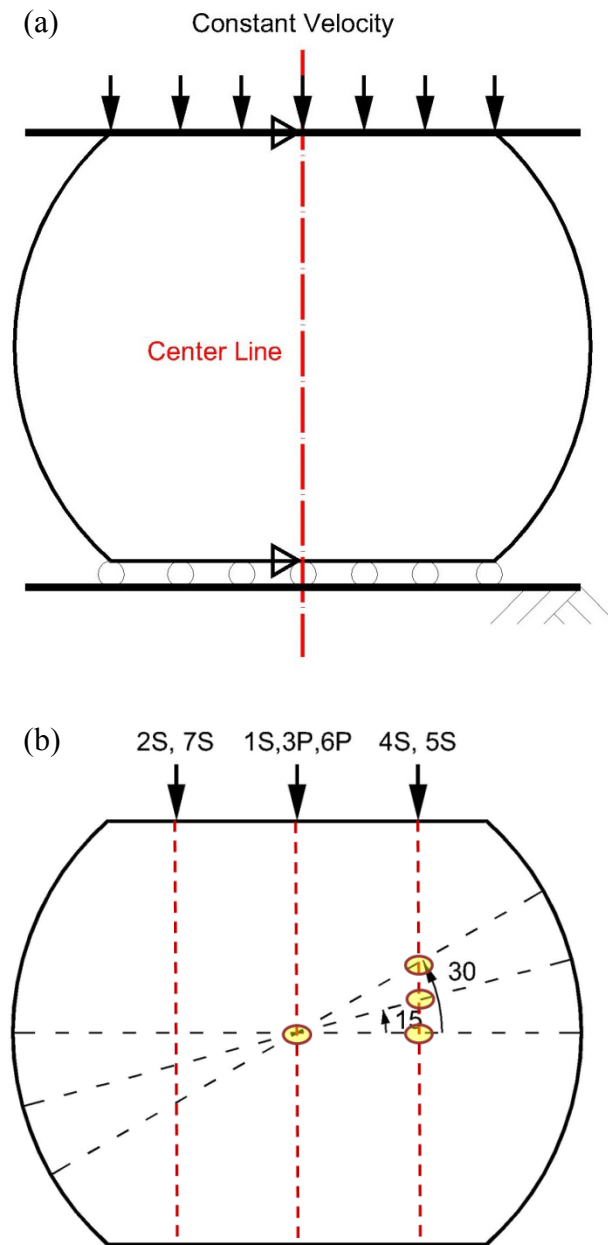 (a)
Constant Velocity
Center Line
(b)
2S, 7S 1S,3P,6P 4S, 5S
30
15